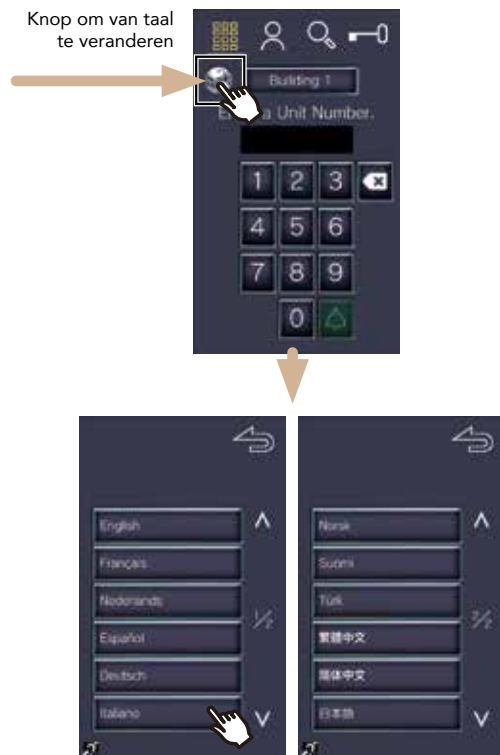 Knop om van taal
te veranderen
Building 1
a Unit Number.
1 2 3
4 5 6
7 8 9
0
English
Français
Nederlands
Español
Deutsch
Italiano
1/2
Norsk
Suomi
Türk
繁體中文
简体中文
日本語
2/2